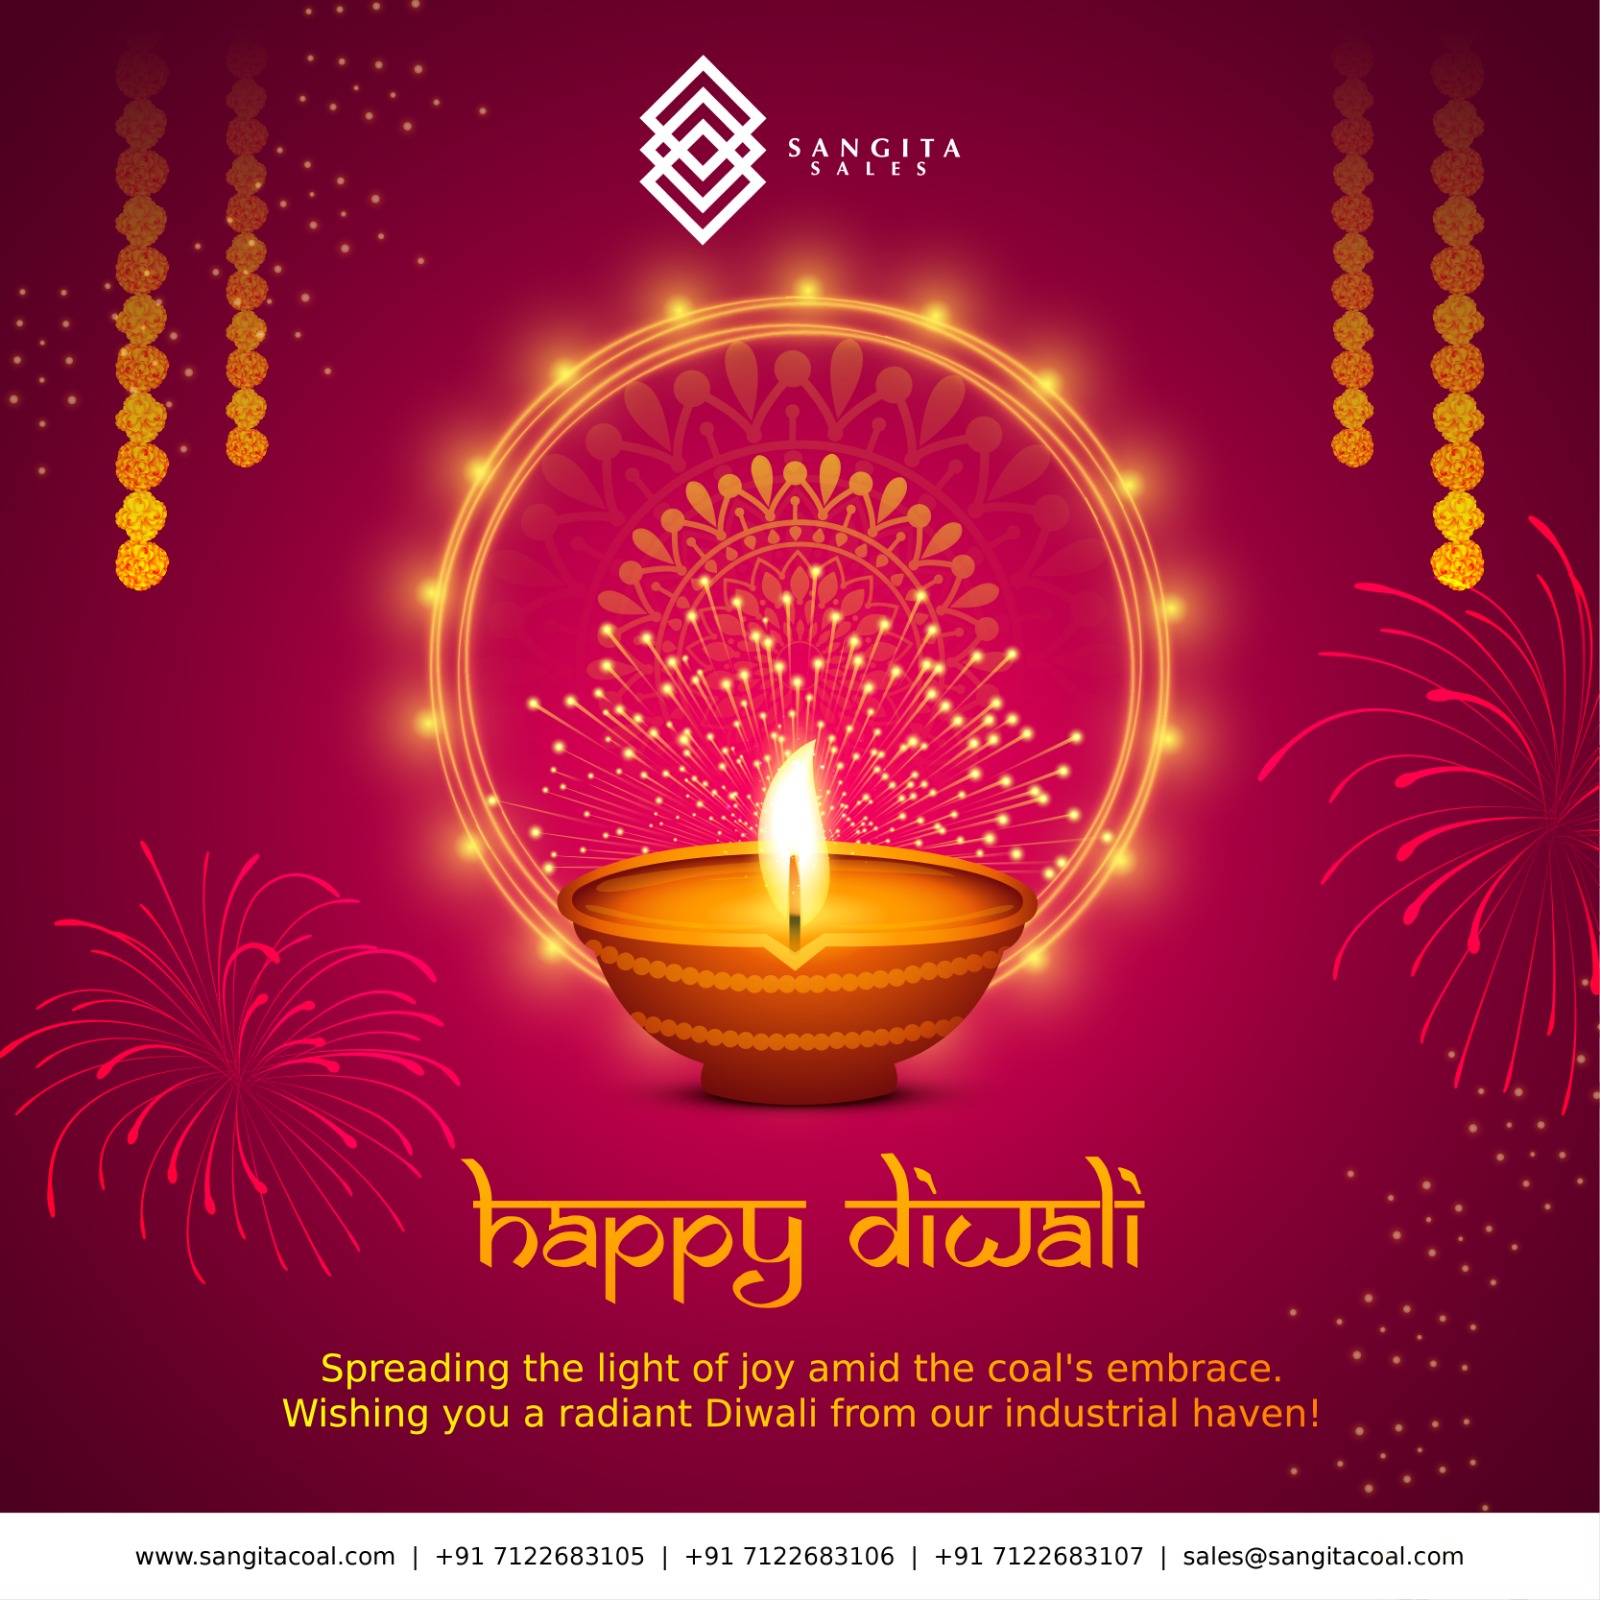 SANGITA
SALES
happy diwali
Spreading the light of joy amid the coal's embrace.
Wishing you a radiant Diwali from our industrial haven!
www.sangitacoal.com | +91 7122683105 | +91 7122683106 | +91 7122683107 | sales@sangitacoal.com